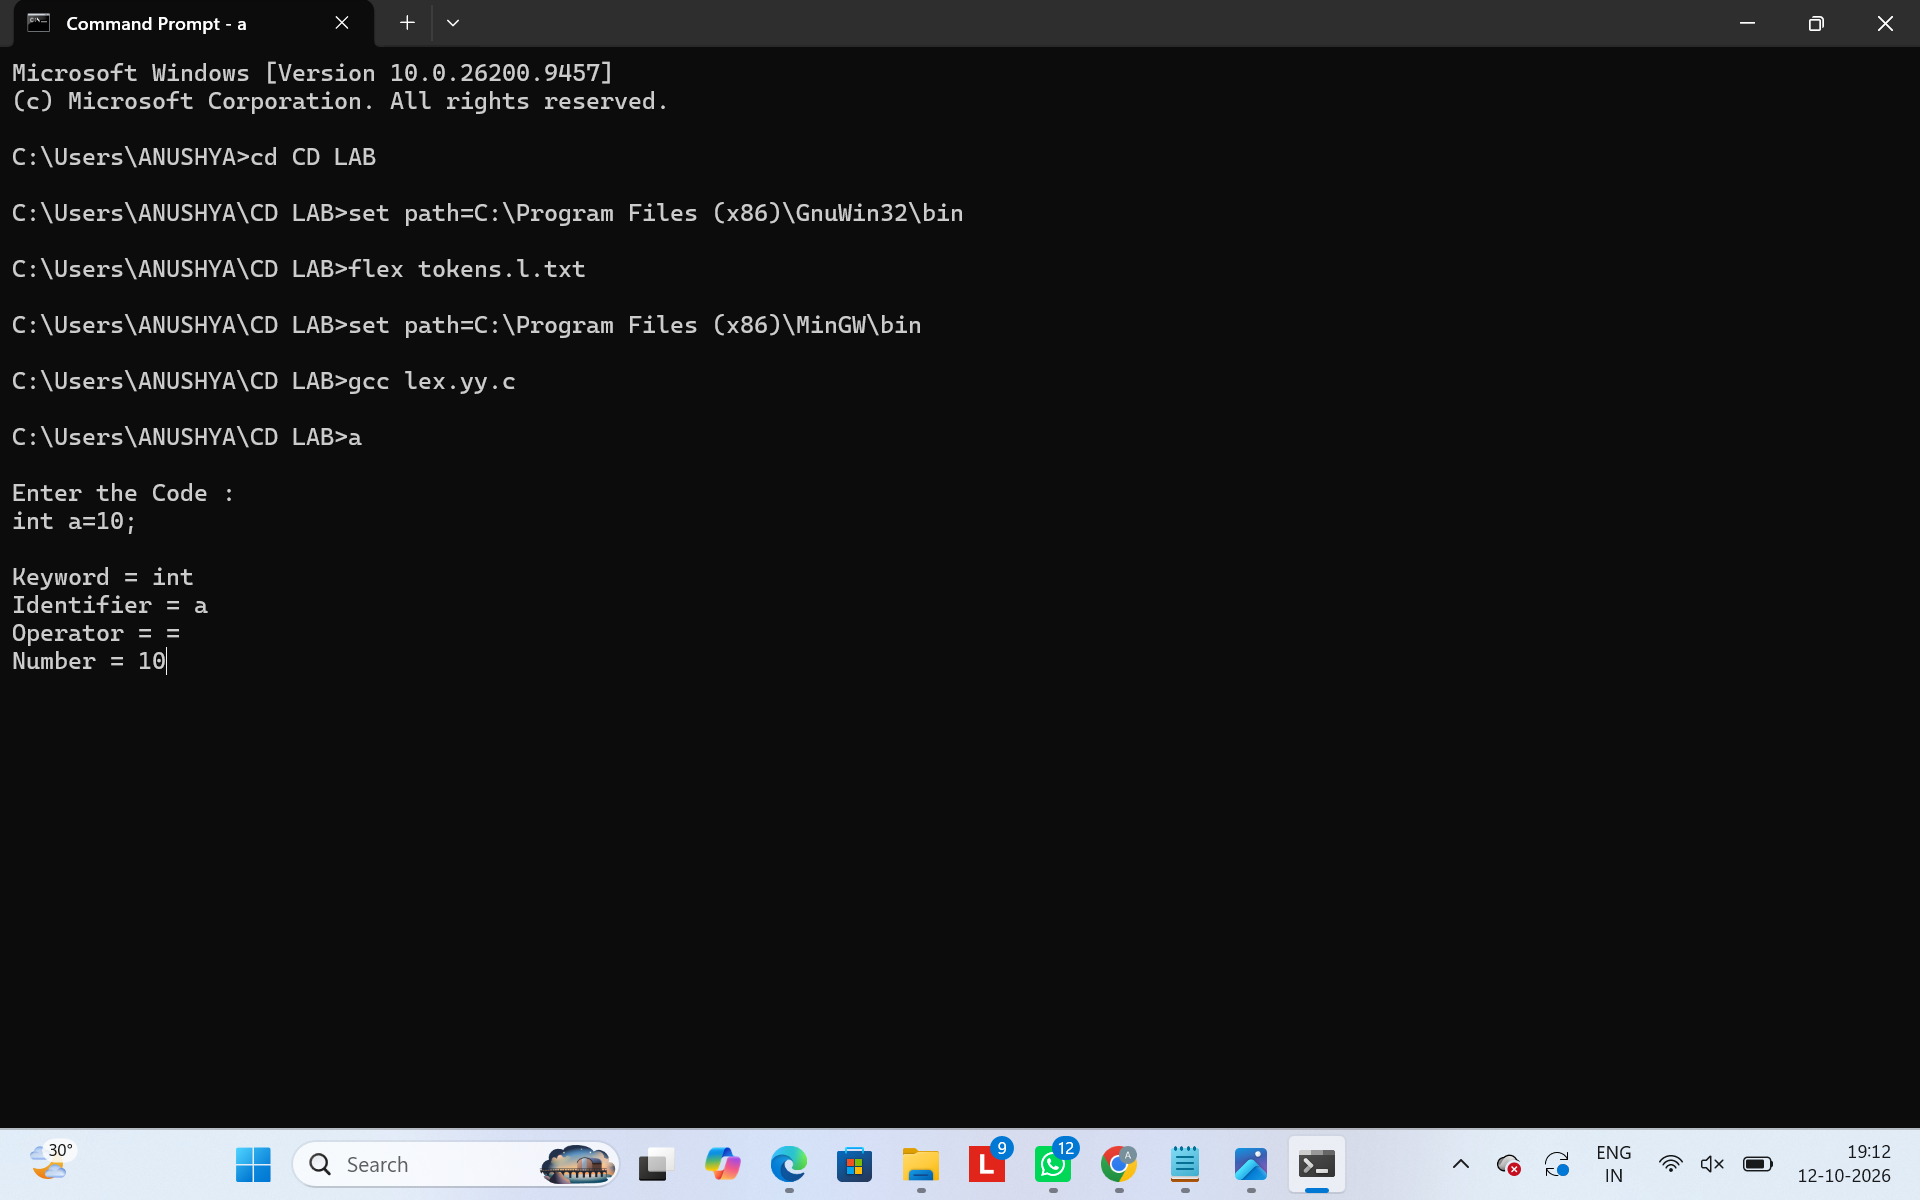 Command Prompt - a
Microsoft Windows [Version 10.0.26200.9457]
(c) Microsoft Corporation. All rights reserved.
C:\Users\ANUSHYA>cd CD LAB
C:\Users\ANUSHYA\CD LAB>set path=C:\Program Files (x86)\GnuWin32\bin
C:\Users\ANUSHYA\CD LAB>flex tokens.l.txt
C:\Users\ANUSHYA\CD LAB>set path=C:\Program Files (x86)\MinGW\bin
C:\Users\ANUSHYA\CD LAB>gcc lex.yy.c
C:\Users\ANUSHYA\CD LAB>a
Enter the Code :
int a=10;
Keyword = int
Identifier = a
Operator = =
Number = 10
30°
Search
L 9
12
A
ENG
IN
19:12
12-10-2026